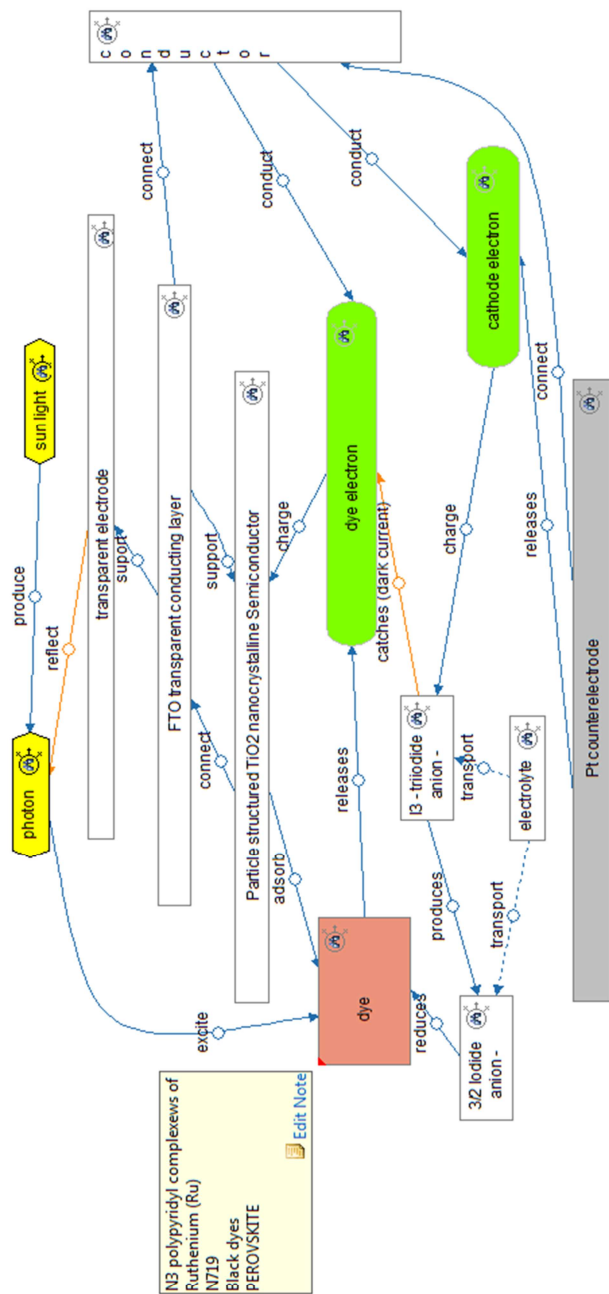 sun light
produce
photon
reflect
transparent electrode
support
FTO transparent conducting layer
connect
c
o
n
d
u
c
t
o
r
support
connect
Particle structured TiO2 nanocrystalline Semiconductor
adsorb
charge
conduct
conduct
excite
N3 polypyridyl complexews of
Ruthenium (Ru)
N719
Black dyes
PEROVSKITE
Edit Note
dye
releases
dye electron
catches (dark current)
cathode electron
charge
reduces
3/2 Iodide
anion -
produces
I3 - triiodide
anion -
transport
transport
electrolyte
releases
connect
Pt counterelectrode